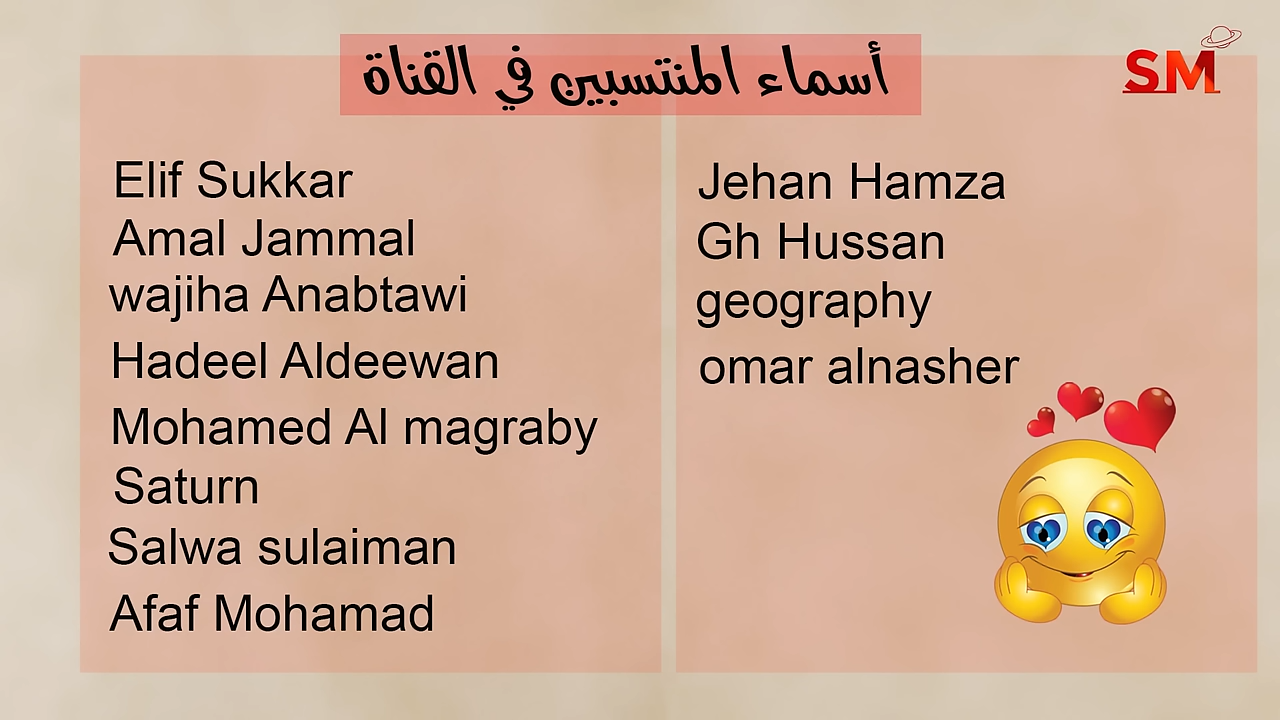 أسماء المنتسبين في القناة
SM
Elif Sukkar
Amal Jammal
wajiha Anabtawi
Hadeel Aldeewan
Mohamed Al magraby
Saturn
Salwa sulaiman
Afaf Mohamad
Jehan Hamza
Gh Hussan
geography
omar alnasher